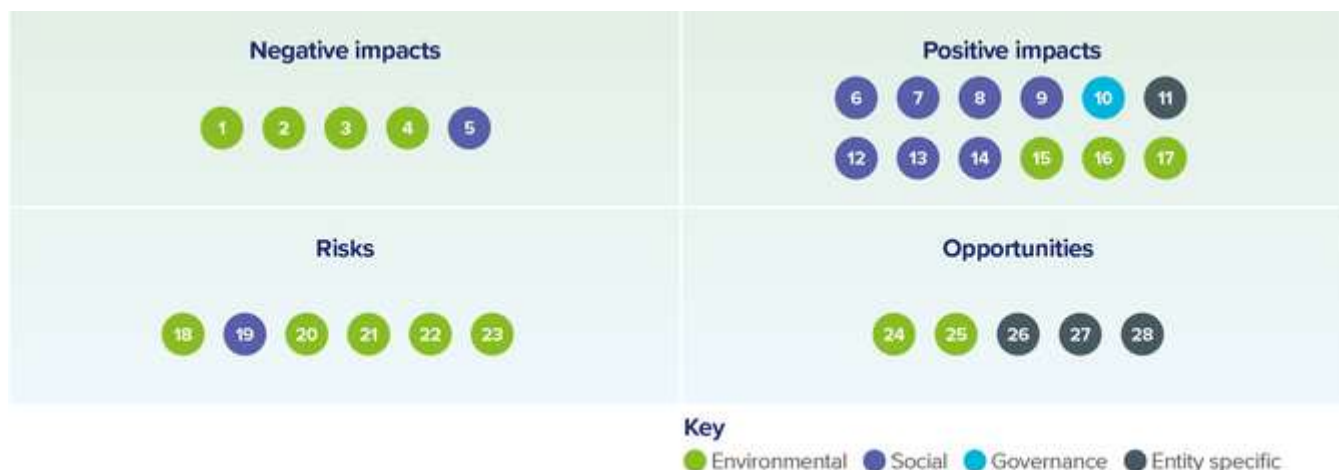 Negative impacts
1 2 3 4 5
Positive impacts
6 7 8 9 10 11
12 13 14 15 16 17
Risks
18 19 20 21 22 23
Opportunities
24 25 26 27 28
Key
Environmental Social Governance Entity specific